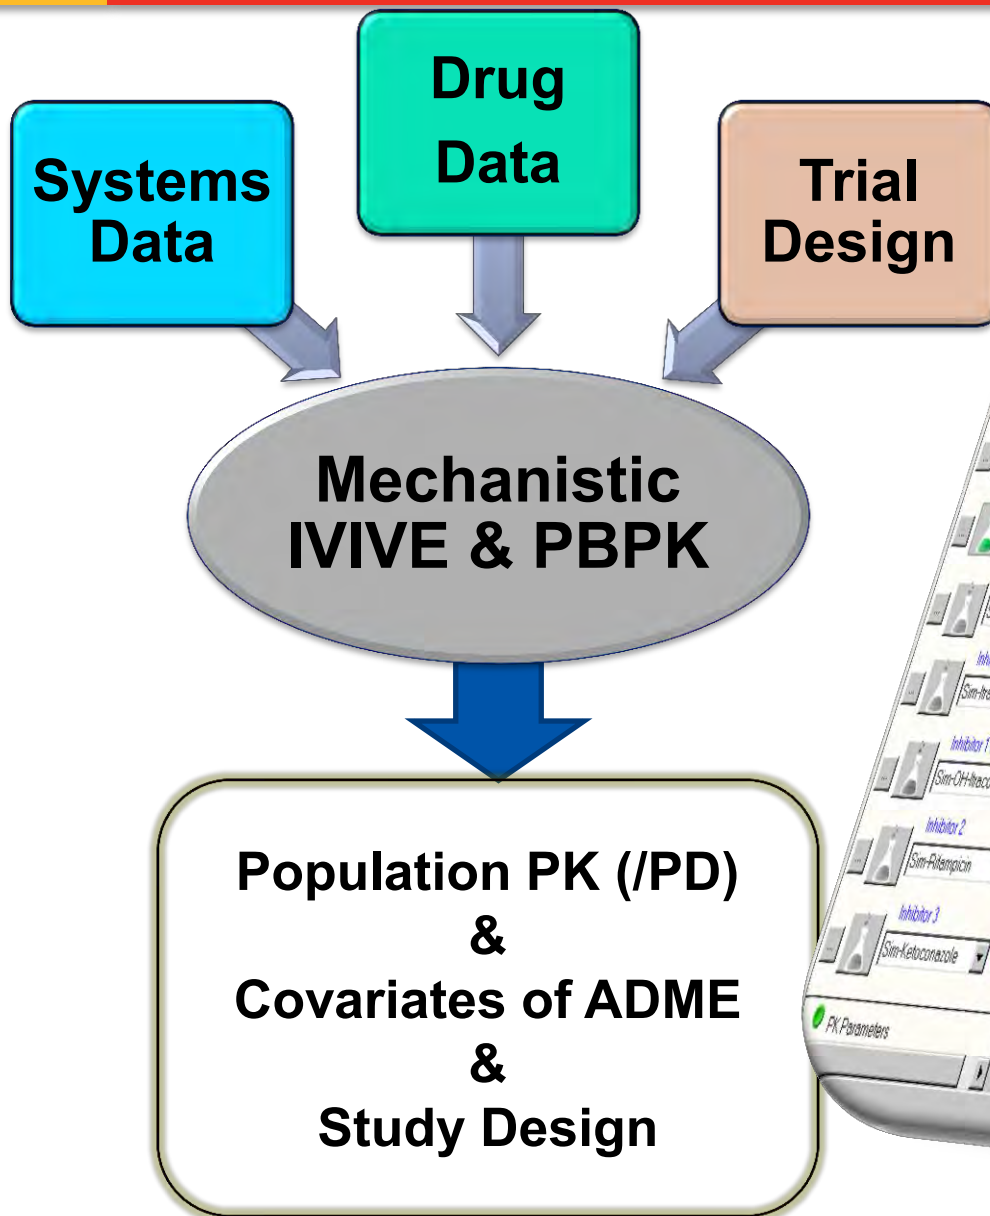 Drug
Data
Systems
Data
Trial
Design
Mechanistic
IVIVE & PBPK
Population PK (/PD)
&
Covariates of ADME
&
Study Design
Inhibitor 1
Inhibitor 2
Sim-Rifampicin
Inhibitor 3
Sim-Ketoconazole
PK Parameters